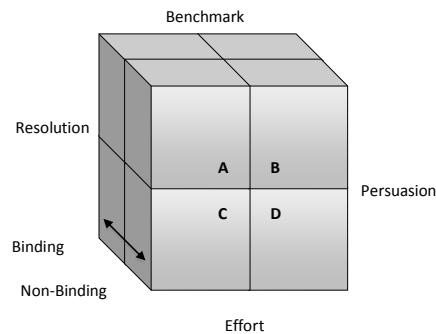 Benchmark
Resolution
A B
Persuasion
C D
Binding
Non-Binding
Effort